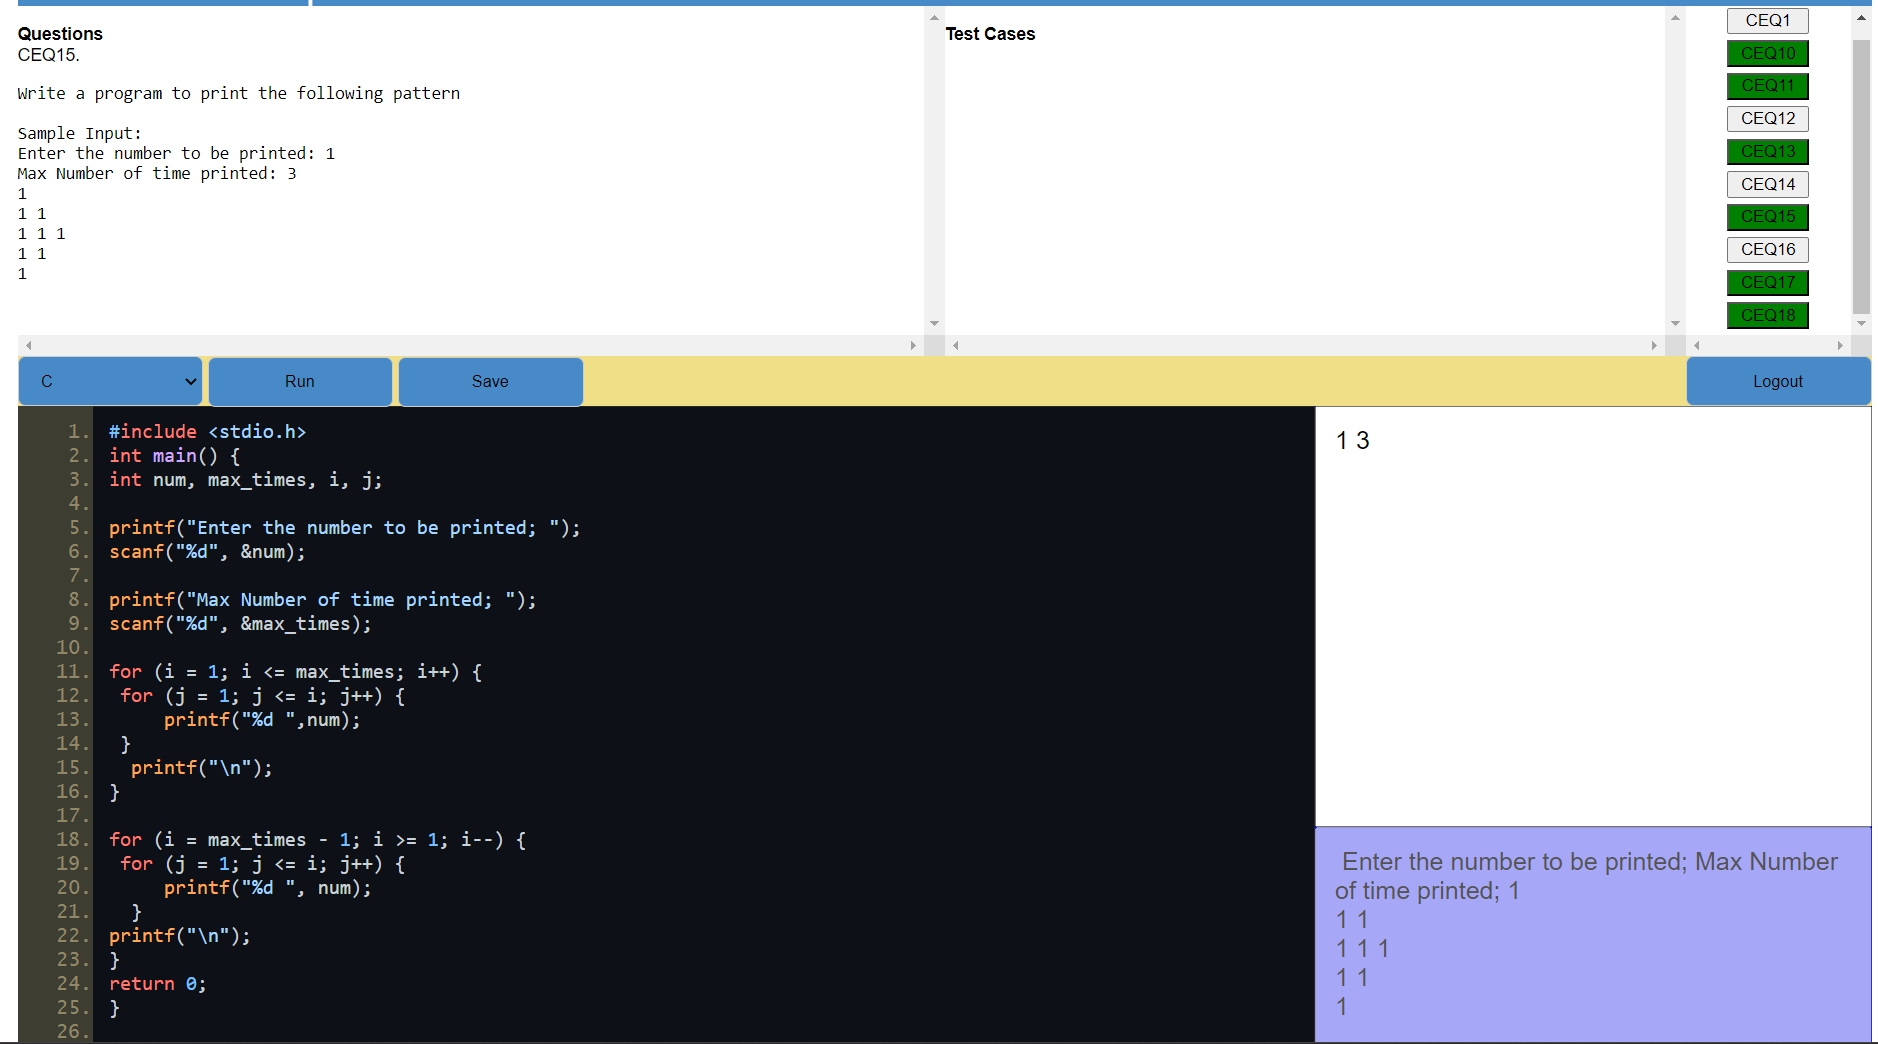 Questions
CEQ15.
Write a program to print the following pattern
Sample Input:
Enter the number to be printed: 1
Max Number of time printed: 3
1
1 1
1 1 1
1 1
1
Test Cases
CEQ1
CEQ10
CEQ11
CEQ12
CEQ13
CEQ14
CEQ15
CEQ16
CEQ17
CEQ18
C
Run
Save
Logout
1. #include <stdio.h>
2. int main() {
3. int num, max_times, i, j;
4.
5. printf("Enter the number to be printed; ");
6. scanf("%d", &num);
7.
8. printf("Max Number of time printed; ");
9. scanf("%d", &max_times);
10.
11. for (i = 1; i <= max_times; i++) {
12.  for (j = 1; j <= i; j++) {
13.      printf("%d ",num);
14.  }
15.   printf("\n");
16. }
17.
18. for (i = max_times - 1; i >= 1; i--) {
19.  for (j = 1; j <= i; j++) {
20.      printf("%d ", num);
21.   }
22. printf("\n");
23. }
24. return 0;
25. }
26.
1 3
Enter the number to be printed; Max Number
of time printed; 1
1 1
1 1 1
1 1
1